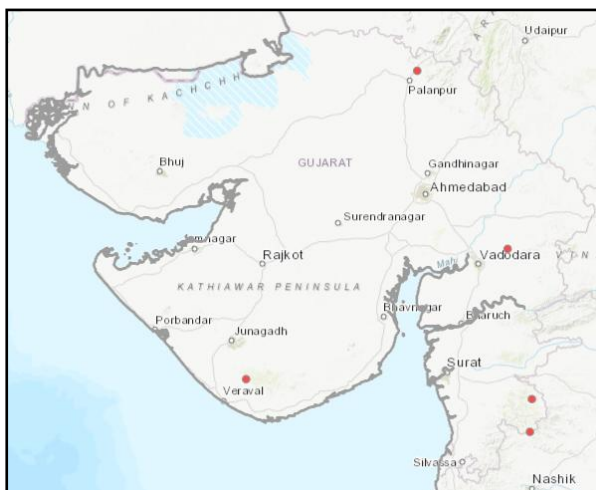 Udaipur
Palanpur
N OF KACHCHH
Bhuj
GUJARAT
Gandhinagar
Ahmedabad
Surendranagar
Jamnagar
Rajkot
Mahi
Vadodara
KATHIAWAR PENINSULA
Porbandar
Bhavnagar
Bharuch
Junagadh
Surat
Veraval
Silvassa
Nashik